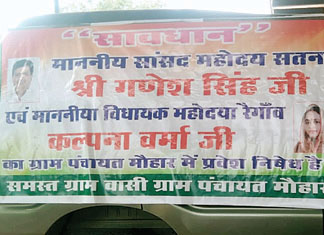 “सावधान”
माननीय सांसद महोदय सतना
श्री गणेश सिंह जी
एवं माननीया विधायक महोदया रैगाँव
कल्पना वर्मा जी
का ग्राम पंचायत मौहार में प्रवेश निषेध है
समस्त ग्राम वासी ग्राम पंचायत मौहार